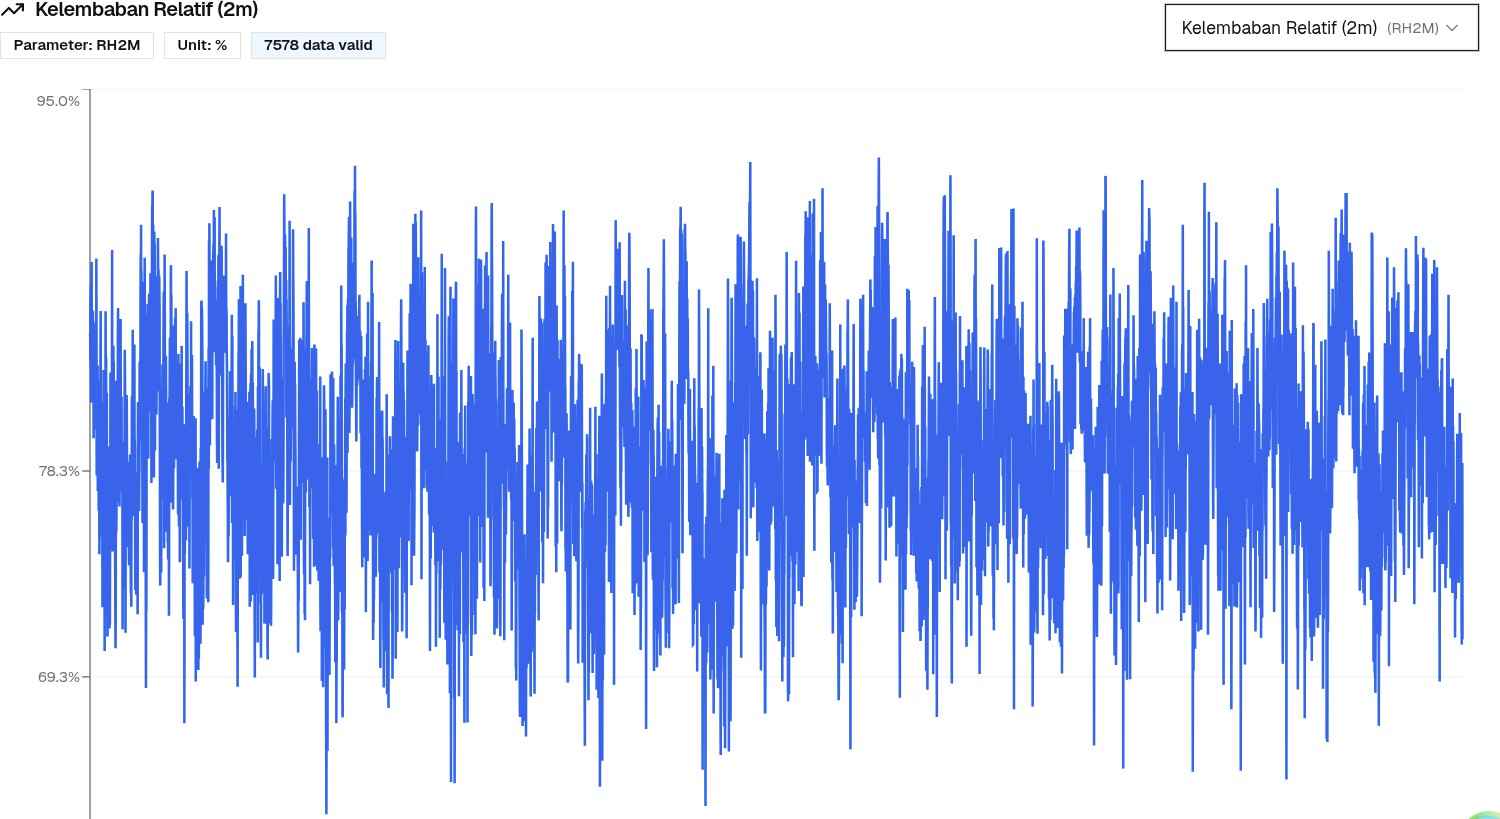 Kelembaban Relatif (2m)
Kelembaban Relatif (2m) (RH2M)
Parameter: RH2M
Unit: %
7578 data valid
95.0%
78.3%
69.3%